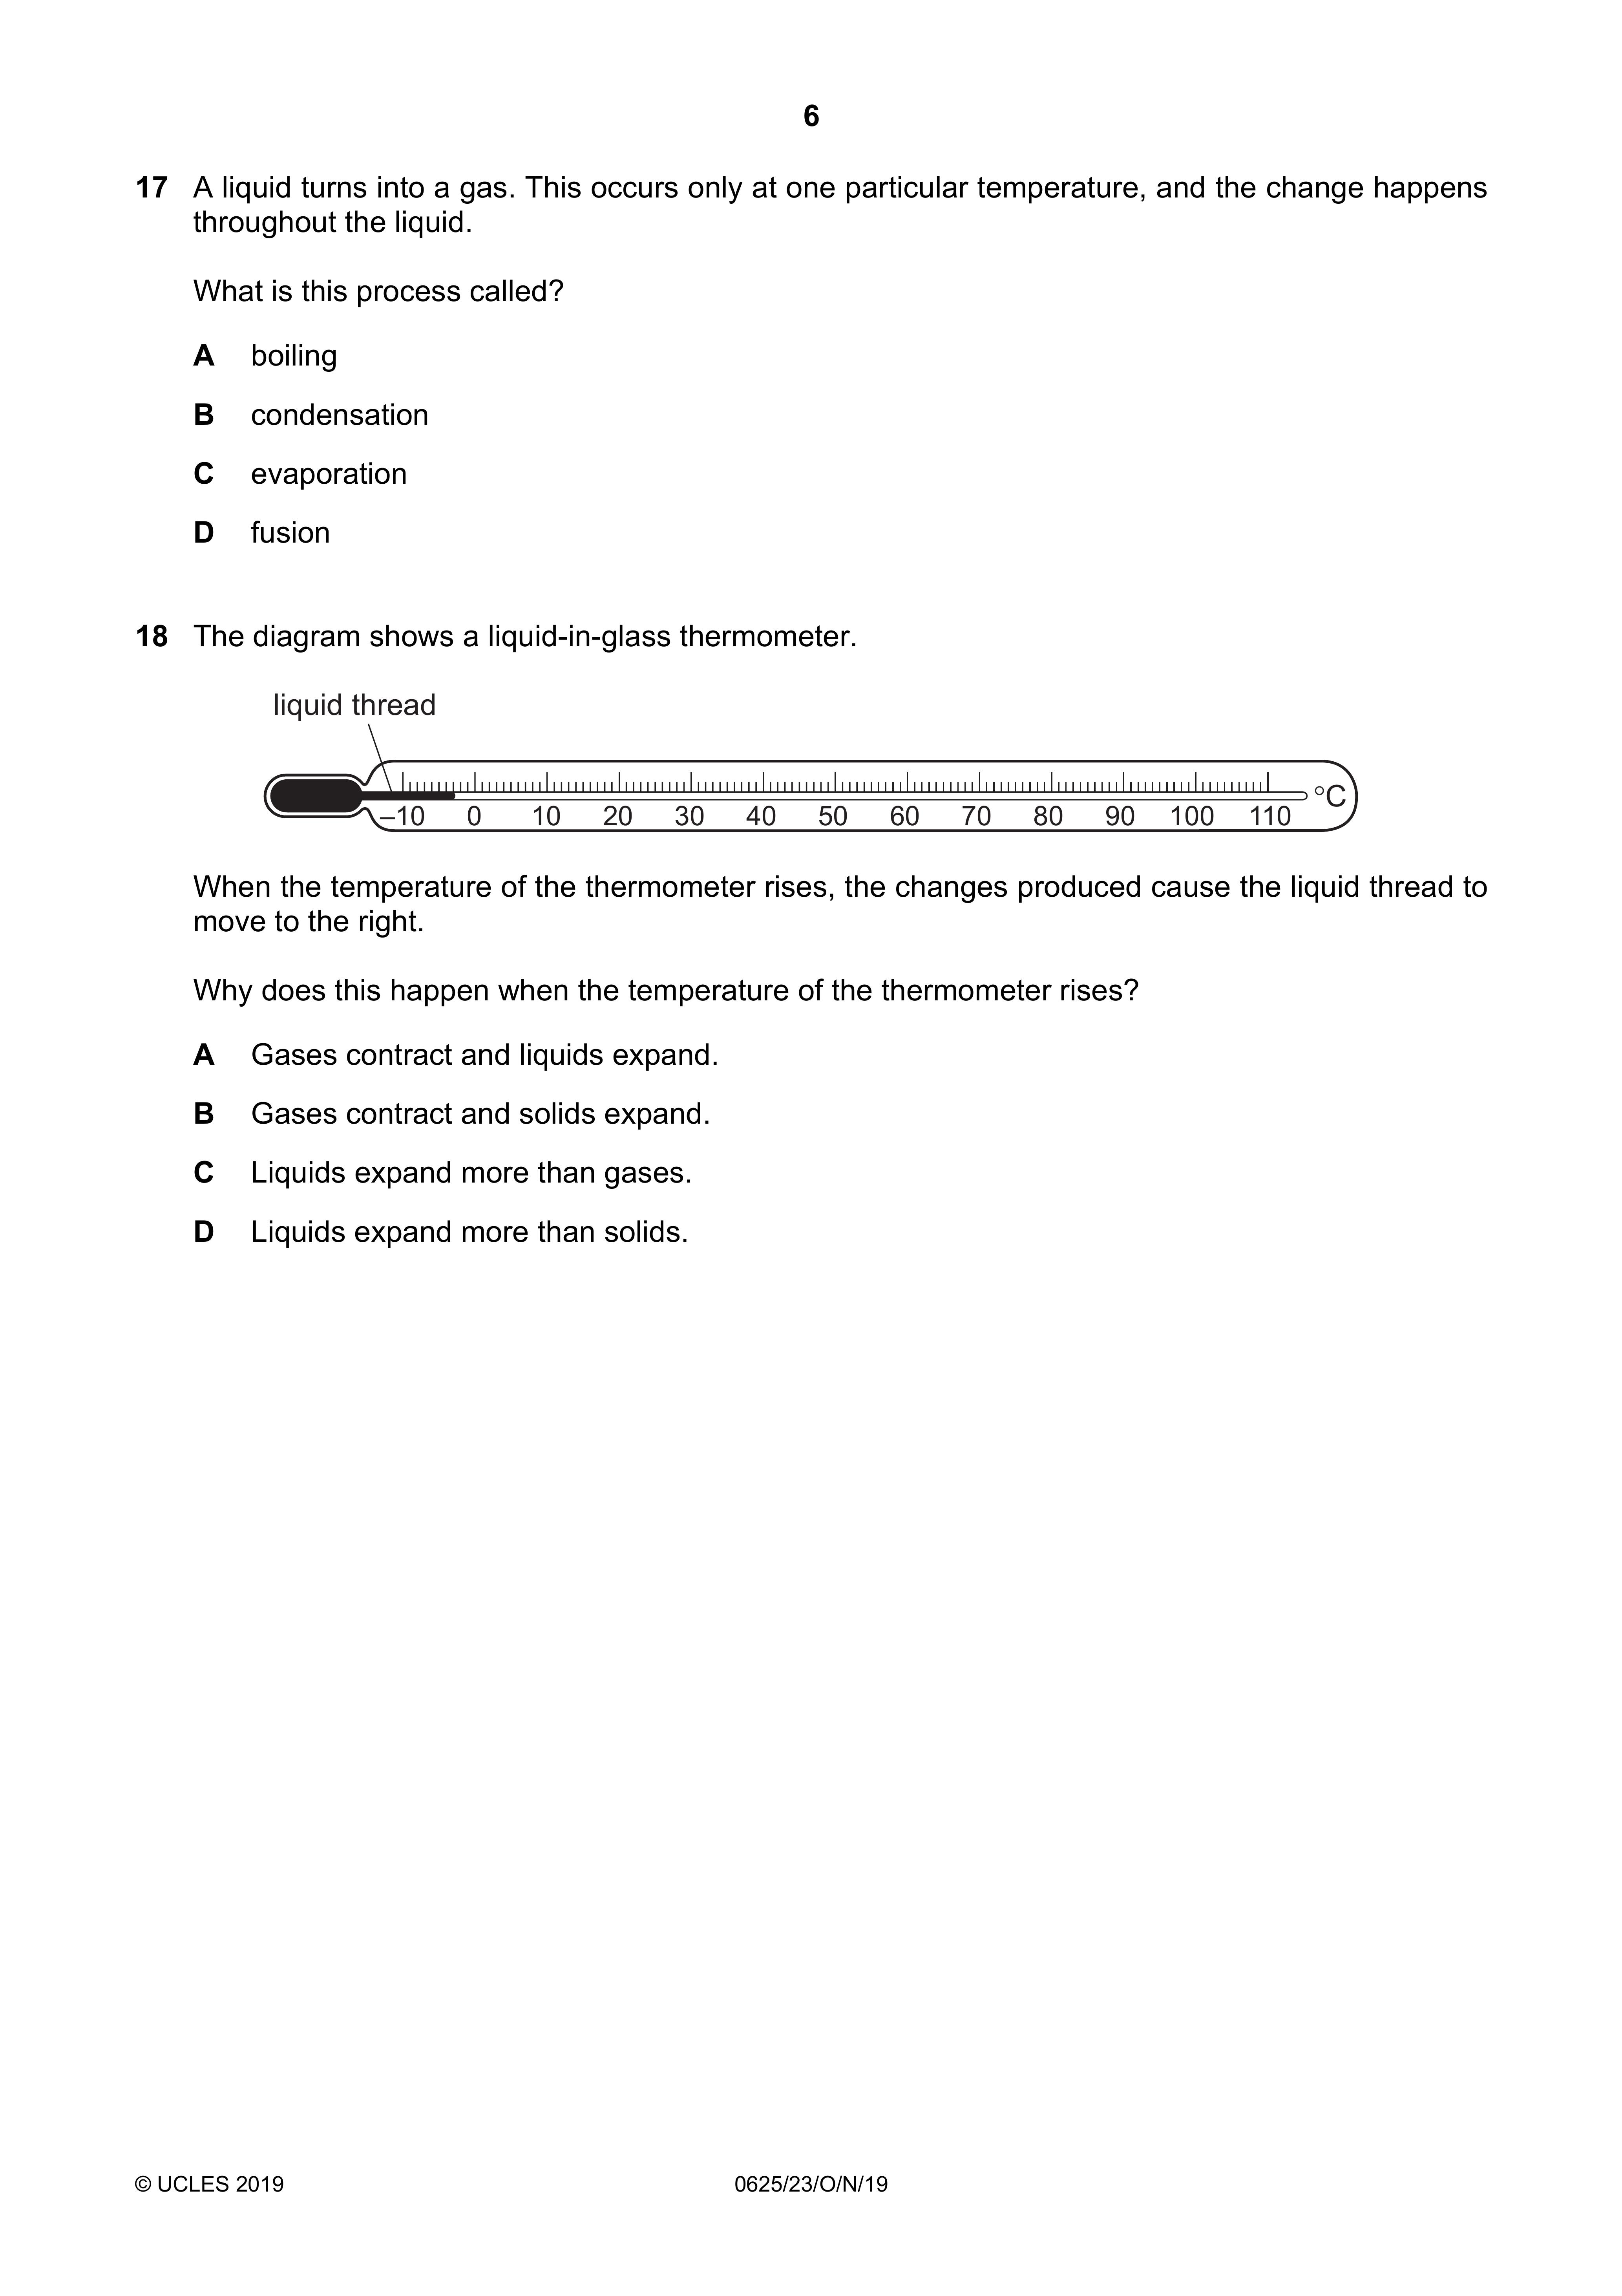 6
17 A liquid turns into a gas. This occurs only at one particular temperature, and the change happens
throughout the liquid.
What is this process called?
A boiling
B condensation
C evaporation
D fusion
18 The diagram shows a liquid-in-glass thermometer.
liquid thread
–10 0 10 20 30 40 50 60 70 80 90 100 110 °C
When the temperature of the thermometer rises, the changes produced cause the liquid thread to
move to the right.
Why does this happen when the temperature of the thermometer rises?
A Gases contract and liquids expand.
B Gases contract and solids expand.
C Liquids expand more than gases.
D Liquids expand more than solids.
© UCLES 2019 0625/23/O/N/19